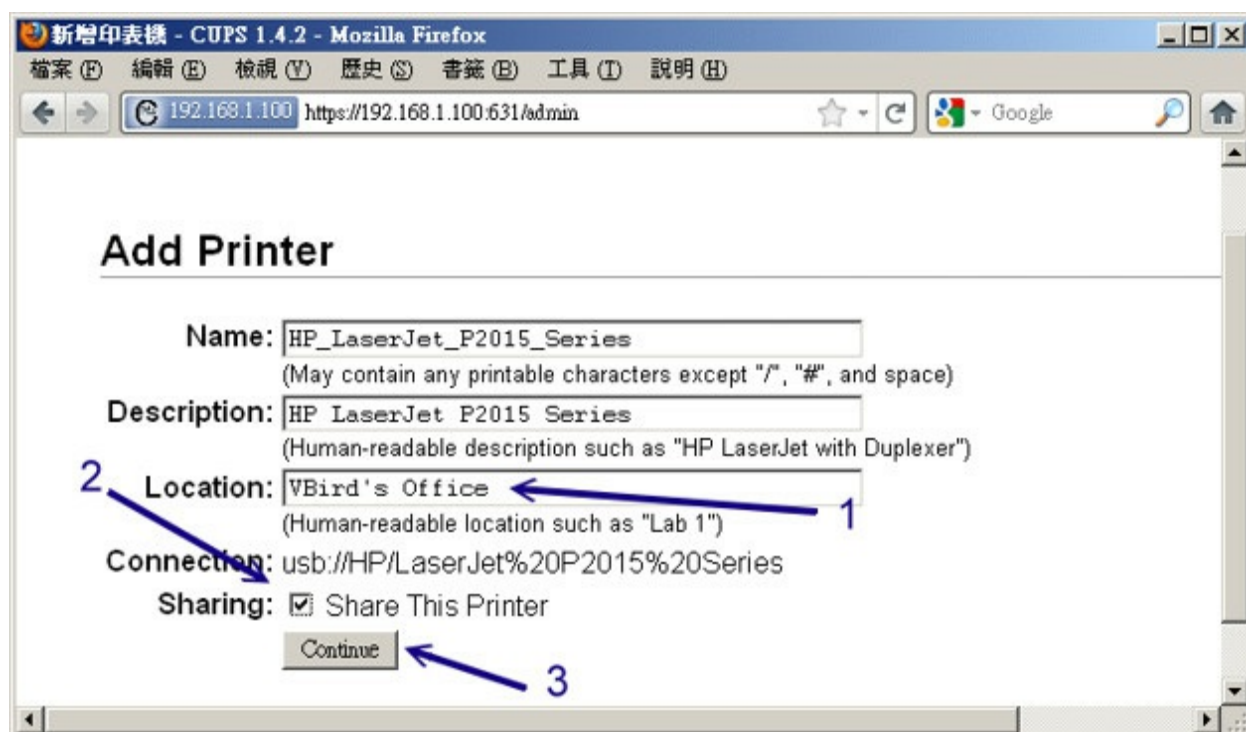 新增印表機 - CUPS 1.4.2 - Mozilla Firefox
檔案(F) 編輯(E) 檢視(V) 歷史(S) 書籤(B) 工具(T) 說明(H)
192.168.1.100 https://192.168.1.100:631/admin Google
Add Printer
Name: HP_LaserJet_P2015_Series
(May contain any printable characters except "/", "#", and space)
Description: HP LaserJet P2015 Series
(Human-readable description such as "HP LaserJet with Duplexer")
2
Location: VBird's Office
1
(Human-readable location such as "Lab 1")
Connection: usb://HP/LaserJet%20P2015%20Series
Sharing: Share This Printer
Continue
3